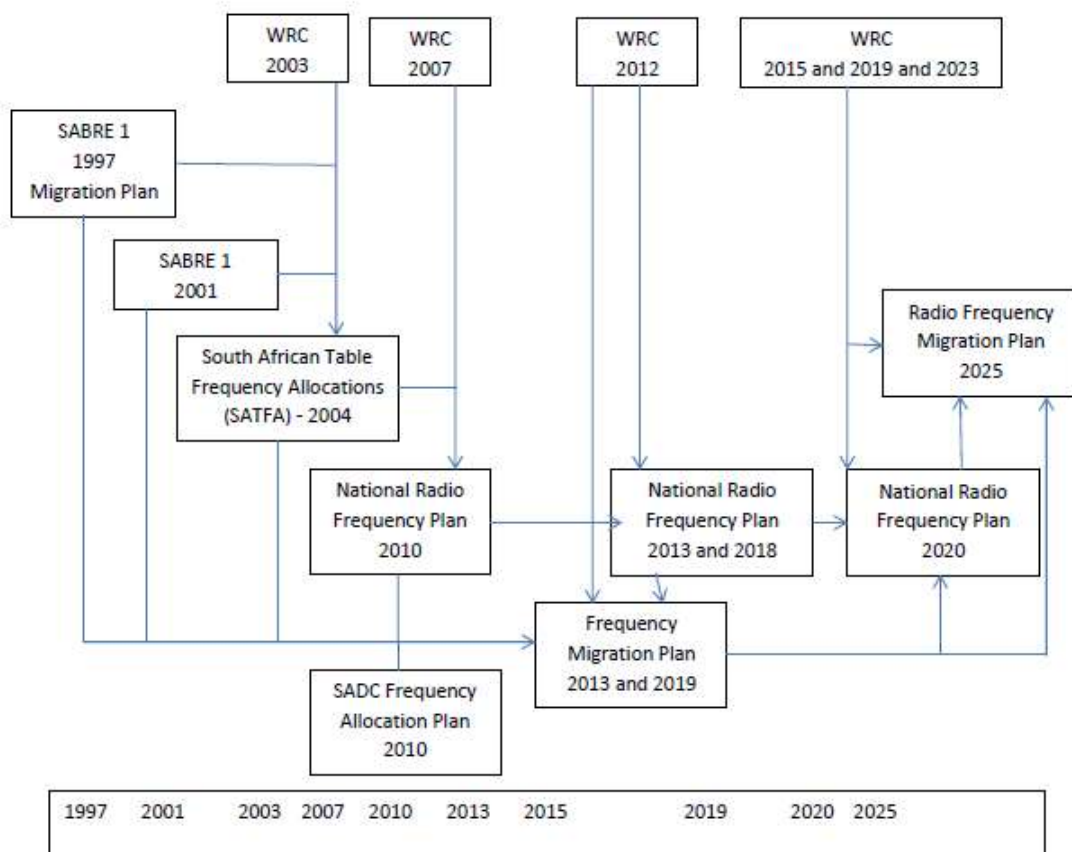 WRC
2003
WRC
2007
WRC
2012
WRC
2015 and 2019 and 2023
SABRE 1
1997
Migration Plan
SABRE 1
2001
South African Table
Frequency Allocations
(SATFA) - 2004
Radio Frequency
Migration Plan
2025
National Radio
Frequency Plan
2010
National Radio
Frequency Plan
2013 and 2018
National Radio
Frequency Plan
2020
Frequency
Migration Plan
2013 and 2019
SADC Frequency
Allocation Plan
2010
1997 2001 2003 2007 2010 2013 2015 2019 2020 2025